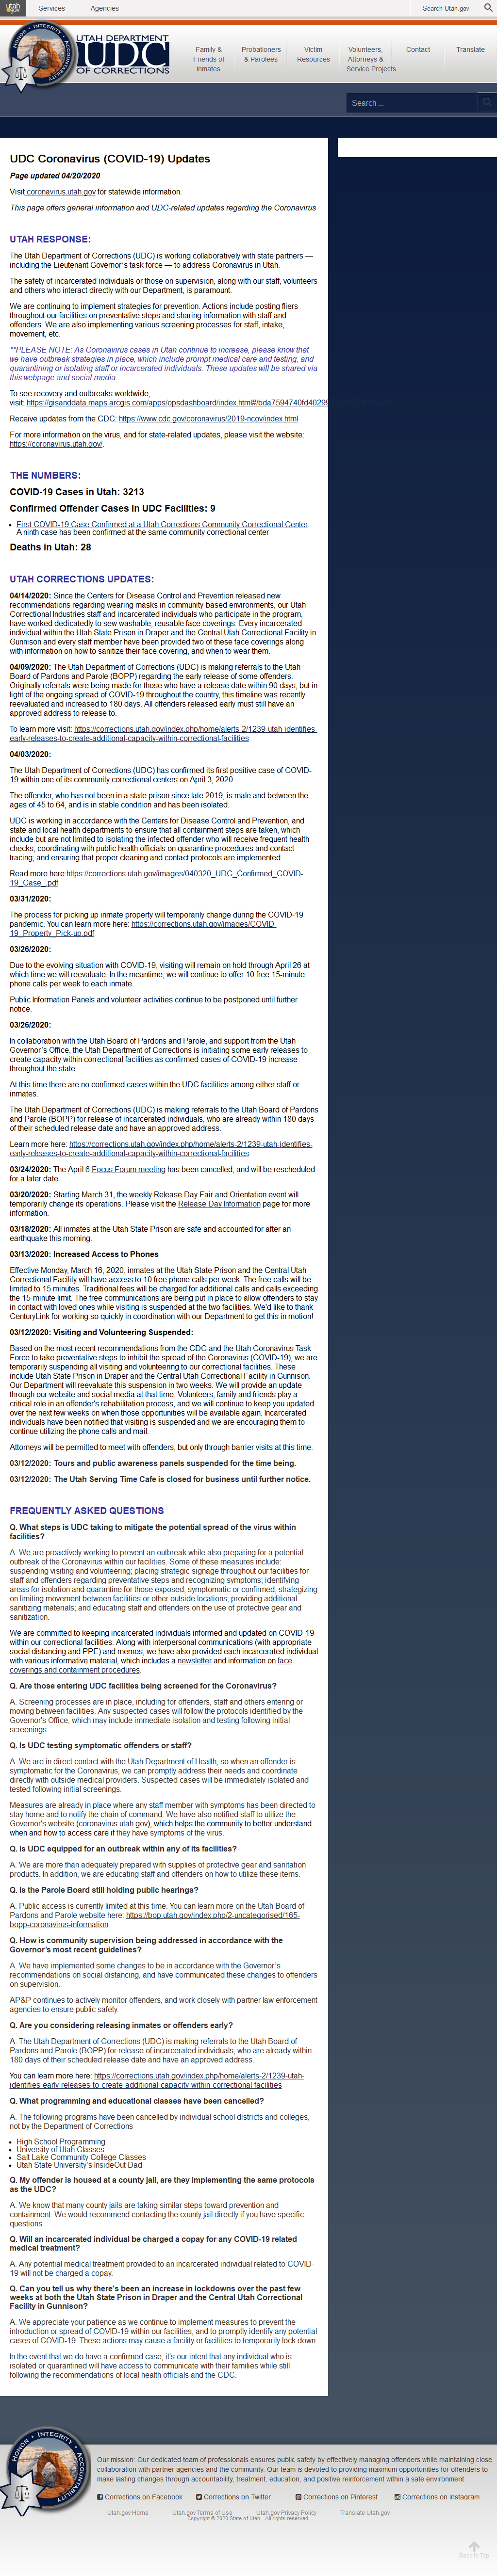 Utah
Services
Agencies
Search Utah.gov
HONOR INTEGRITY ACCOUNTABILITY
UTAH DEPARTMENT
UDC
OF CORRECTIONS
Family & Friends of Inmates
Probationers & Parolees
Victim Resources
Volunteers, Attorneys & Service Projects
Contact
Translate
Search ...
UDC Coronavirus (COVID-19) Updates
Page updated 04/20/2020
Visit coronavirus.utah.gov for statewide information.
This page offers general information and UDC-related updates regarding the Coronavirus
UTAH RESPONSE:
The Utah Department of Corrections (UDC) is working collaboratively with state partners —
including the Lieutenant Governor's task force — to address Coronavirus in Utah.
The safety of incarcerated individuals or those on supervision, along with our staff, volunteers
and others who interact directly with our Department, is paramount.
We are continuing to implement strategies for prevention. Actions include posting fliers
throughout our facilities on preventative steps and sharing information with staff and
offenders. We are also implementing various screening processes for staff, intake,
movement, etc.
**PLEASE NOTE: As Coronavirus cases in Utah continue to increase, please know that
we have outbreak strategies in place, which include prompt medical care and testing, and
quarantining or isolating staff or incarcerated individuals. These updates will be shared via
this webpage and social media.
To see recovery and outbreaks worldwide,
visit: https://gisanddata.maps.arcgis.com/apps/opsdashboard/index.html#/bda7594740fd40299
Receive updates from the CDC: https://www.cdc.gov/coronavirus/2019-ncov/index.html
For more information on the virus, and for state-related updates, please visit the website:
https://coronavirus.utah.gov/.
THE NUMBERS:
COVID-19 Cases in Utah: 3213
Confirmed Offender Cases in UDC Facilities: 9
First COVID-19 Case Confirmed at a Utah Corrections Community Correctional Center:
A ninth case has been confirmed at the same community correctional center
Deaths in Utah: 28
UTAH CORRECTIONS UPDATES:
04/14/2020: Since the Centers for Disease Control and Prevention released new
recommendations regarding wearing masks in community-based environments, our Utah
Correctional Industries staff and incarcerated individuals who participate in the program,
have worked dedicatedly to sew washable, reusable face coverings. Every incarcerated
individual within the Utah State Prison in Draper and the Central Utah Correctional Facility in
Gunnison and every staff member have been provided two of these face coverings along
with information on how to sanitize their face covering, and when to wear them.
04/09/2020: The Utah Department of Corrections (UDC) is making referrals to the Utah
Board of Pardons and Parole (BOPP) regarding the early release of some offenders.
Originally referrals were being made for those who have a release date within 90 days, but in
light of the ongoing spread of COVID-19 throughout the country, this timeline was recently
reevaluated and increased to 180 days. All offenders released early must still have an
approved address to release to.
To learn more visit: https://corrections.utah.gov/index.php/home/alerts-2/1239-utah-identifies-
early-releases-to-create-additional-capacity-within-correctional-facilities
04/03/2020:
The Utah Department of Corrections (UDC) has confirmed its first positive case of COVID-
19 within one of its community correctional centers on April 3, 2020.
The offender, who has not been in a state prison since late 2019, is male and between the
ages of 45 to 64, and is in stable condition and has been isolated.
UDC is working in accordance with the Centers for Disease Control and Prevention, and
state and local health departments to ensure that all containment steps are taken, which
include but are not limited to isolating the infected offender who will receive frequent health
checks; coordinating with public health officials on quarantine procedures and contact
tracing; and ensuring that proper cleaning and contact protocols are implemented.
Read more here:https://corrections.utah.gov/images/040320_UDC_Confirmed_COVID-
19_Case_.pdf
03/31/2020:
The process for picking up inmate property will temporarily change during the COVID-19
pandemic. You can learn more here: https://corrections.utah.gov/images/COVID-
19_Property_Pick-up.pdf
03/26/2020:
Due to the evolving situation with COVID-19, visiting will remain on hold through April 26 at
which time we will reevaluate. In the meantime, we will continue to offer 10 free 15-minute
phone calls per week to each inmate.
Public Information Panels and volunteer activities continue to be postponed until further
notice.
03/26/2020:
In collaboration with the Utah Board of Pardons and Parole, and support from the Utah
Governor's Office, the Utah Department of Corrections is initiating some early releases to
create capacity within correctional facilities as confirmed cases of COVID-19 increase
throughout the state.
At this time there are no confirmed cases within the UDC facilities among either staff or
inmates.
The Utah Department of Corrections (UDC) is making referrals to the Utah Board of Pardons
and Parole (BOPP) for release of incarcerated individuals, who are already within 180 days
of their scheduled release date and have an approved address.
Learn more here: https://corrections.utah.gov/index.php/home/alerts-2/1239-utah-identifies-
early-releases-to-create-additional-capacity-within-correctional-facilities
03/24/2020: The April 6 Focus Forum meeting has been cancelled, and will be rescheduled
for a later date.
03/20/2020: Starting March 31, the weekly Release Day Fair and Orientation event will
temporarily change its operations. Please visit the Release Day Information page for more
information.
03/18/2020: All inmates at the Utah State Prison are safe and accounted for after an
earthquake this morning.
03/13/2020: Increased Access to Phones
Effective Monday, March 16, 2020, inmates at the Utah State Prison and the Central Utah
Correctional Facility will have access to 10 free phone calls per week. The free calls will be
limited to 15 minutes. Traditional fees will be charged for additional calls and calls exceeding
the 15-minute limit. The free communications are being put in place to allow offenders to stay
in contact with loved ones while visiting is suspended at the two facilities. We'd like to thank
CenturyLink for working so quickly in coordination with our Department to get this in motion!
03/12/2020: Visiting and Volunteering Suspended:
Based on the most recent recommendations from the CDC and the Utah Coronavirus Task
Force to take preventative steps to inhibit the spread of the Coronavirus (COVID-19), we are
temporarily suspending all visiting and volunteering to our correctional facilities. These
include Utah State Prison in Draper and the Central Utah Correctional Facility in Gunnison.
Our Department will reevaluate this suspension in two weeks. We will provide an update
through our website and social media at that time. Volunteers, family and friends play a
critical role in an offender's rehabilitation process, and we will continue to keep you updated
over the next few weeks on when those opportunities will be available again. Incarcerated
individuals have been notified that visiting is suspended and we are encouraging them to
continue utilizing the phone calls and mail.
Attorneys will be permitted to meet with offenders, but only through barrier visits at this time.
03/12/2020: Tours and public awareness panels suspended for the time being.
03/12/2020: The Utah Serving Time Cafe is closed for business until further notice.
FREQUENTLY ASKED QUESTIONS
Q. What steps is UDC taking to mitigate the potential spread of the virus within
facilities?
A. We are proactively working to prevent an outbreak while also preparing for a potential
outbreak of the Coronavirus within our facilities. Some of these measures include:
suspending visiting and volunteering; placing strategic signage throughout our facilities for
staff and offenders regarding preventative steps and recognizing symptoms; identifying
areas for isolation and quarantine for those exposed, symptomatic or confirmed; strategizing
on limiting movement between facilities or other outside locations; providing additional
sanitizing materials; and educating staff and offenders on the use of protective gear and
sanitization.
We are committed to keeping incarcerated individuals informed and updated on COVID-19
within our correctional facilities. Along with interpersonal communications (with appropriate
social distancing and PPE) and memos, we have also provided each incarcerated individual
with various informative material, which includes a newsletter and information on face
coverings and containment procedures.
Q. Are those entering UDC facilities being screened for the Coronavirus?
A. Screening processes are in place, including for offenders, staff and others entering or
moving between facilities. Any suspected cases will follow the protocols identified by the
Governor's Office, which may include immediate isolation and testing following initial
screenings.
Q. Is UDC testing symptomatic offenders or staff?
A. We are in direct contact with the Utah Department of Health, so when an offender is
symptomatic for the Coronavirus, we can promptly address their needs and coordinate
directly with outside medical providers. Suspected cases will be immediately isolated and
tested following initial screenings.
Measures are already in place where any staff member with symptoms has been directed to
stay home and to notify the chain of command. We have also notified staff to utilize the
Governor's website (coronavirus.utah.gov), which helps the community to better understand
when and how to access care if they have symptoms of the virus.
Q. Is UDC equipped for an outbreak within any of its facilities?
A. We are more than adequately prepared with supplies of protective gear and sanitation
products. In addition, we are educating staff and offenders on how to utilize these items.
Q. Is the Parole Board still holding public hearings?
A. Public access is currently limited at this time. You can learn more on the Utah Board of
Pardons and Parole website here: https://bop.utah.gov/index.php/2-uncategorised/165-
bopp-coronavirus-information
Q. How is community supervision being addressed in accordance with the
Governor's most recent guidelines?
A. We have implemented some changes to be in accordance with the Governor's
recommendations on social distancing, and have communicated these changes to offenders
on supervision.
AP&P continues to actively monitor offenders, and work closely with partner law enforcement
agencies to ensure public safety.
Q. Are you considering releasing inmates or offenders early?
A. The Utah Department of Corrections (UDC) is making referrals to the Utah Board of
Pardons and Parole (BOPP) for release of incarcerated individuals, who are already within
180 days of their scheduled release date and have an approved address.
You can learn more here: https://corrections.utah.gov/index.php/home/alerts-2/1239-utah-
identifies-early-releases-to-create-additional-capacity-within-correctional-facilities
Q. What programming and educational classes have been cancelled?
A. The following programs have been cancelled by individual school districts and colleges,
not by the Department of Corrections
High School Programming
University of Utah Classes
Salt Lake Community College Classes
Utah State University's InsideOut Dad
Q. My offender is housed at a county jail, are they implementing the same protocols
as the UDC?
A. We know that many county jails are taking similar steps toward prevention and
containment. We would recommend contacting the county jail directly if you have specific
questions.
Q. Will an incarcerated individual be charged a copay for any COVID-19 related
medical treatment?
A. Any potential medical treatment provided to an incarcerated individual related to COVID-
19 will not be charged a copay.
Q. Can you tell us why there's been an increase in lockdowns over the past few
weeks at both the Utah State Prison in Draper and the Central Utah Correctional
Facility in Gunnison?
A. We appreciate your patience as we continue to implement measures to prevent the
introduction or spread of COVID-19 within our facilities, and to promptly identify any potential
cases of COVID-19. These actions may cause a facility or facilities to temporarily lock down.
In the event that we do have a confirmed case, it's our intent that any individual who is
isolated or quarantined will have access to communicate with their families while still
following the recommendations of local health officials and the CDC.
HONOR INTEGRITY ACCOUNTABILITY
Our mission: Our dedicated team of professionals ensures public safety by effectively managing offenders while maintaining close
collaboration with partner agencies and the community. Our team is devoted to providing maximum opportunities for offenders to
make lasting changes through accountability, treatment, education, and positive reinforcement within a safe environment.
Corrections on Facebook
Corrections on Twitter
Corrections on Pinterest
Corrections on Instagram
Utah.gov Home
Utah.gov Terms of Use
Utah.gov Privacy Policy
Translate Utah.gov
Copyright © 2020 State of Utah - All rights reserved.
Back to Top